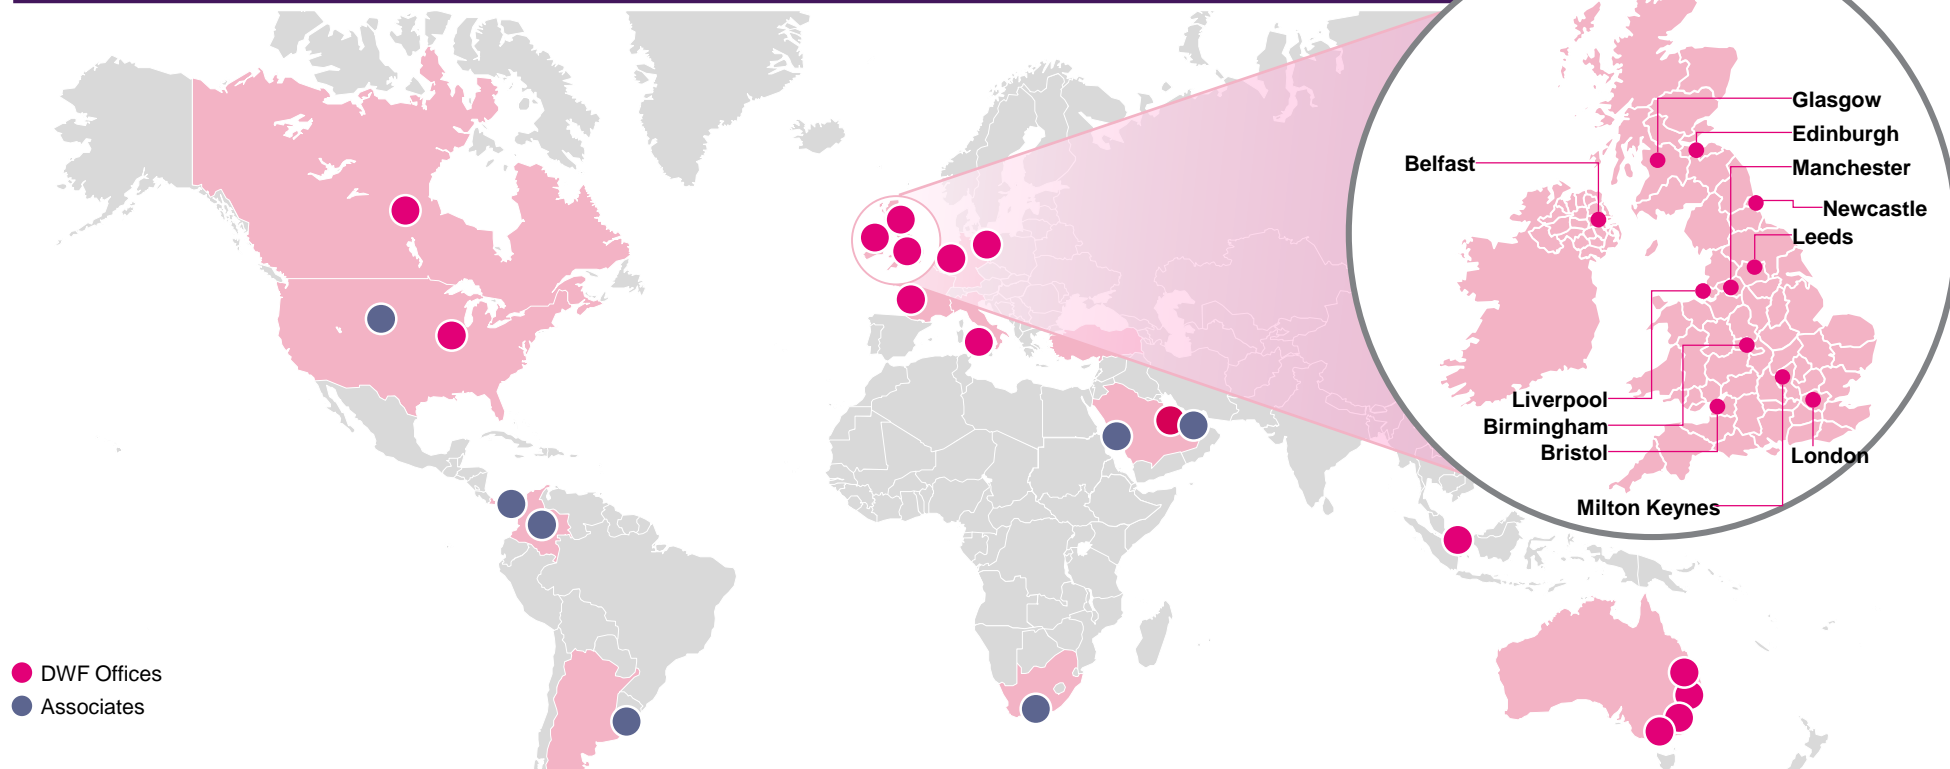 Glasgow
Edinburgh
Belfast
Manchester
Newcastle
Leeds
Liverpool
Birmingham
Bristol
London
Milton Keynes
DWF Offices
Associates